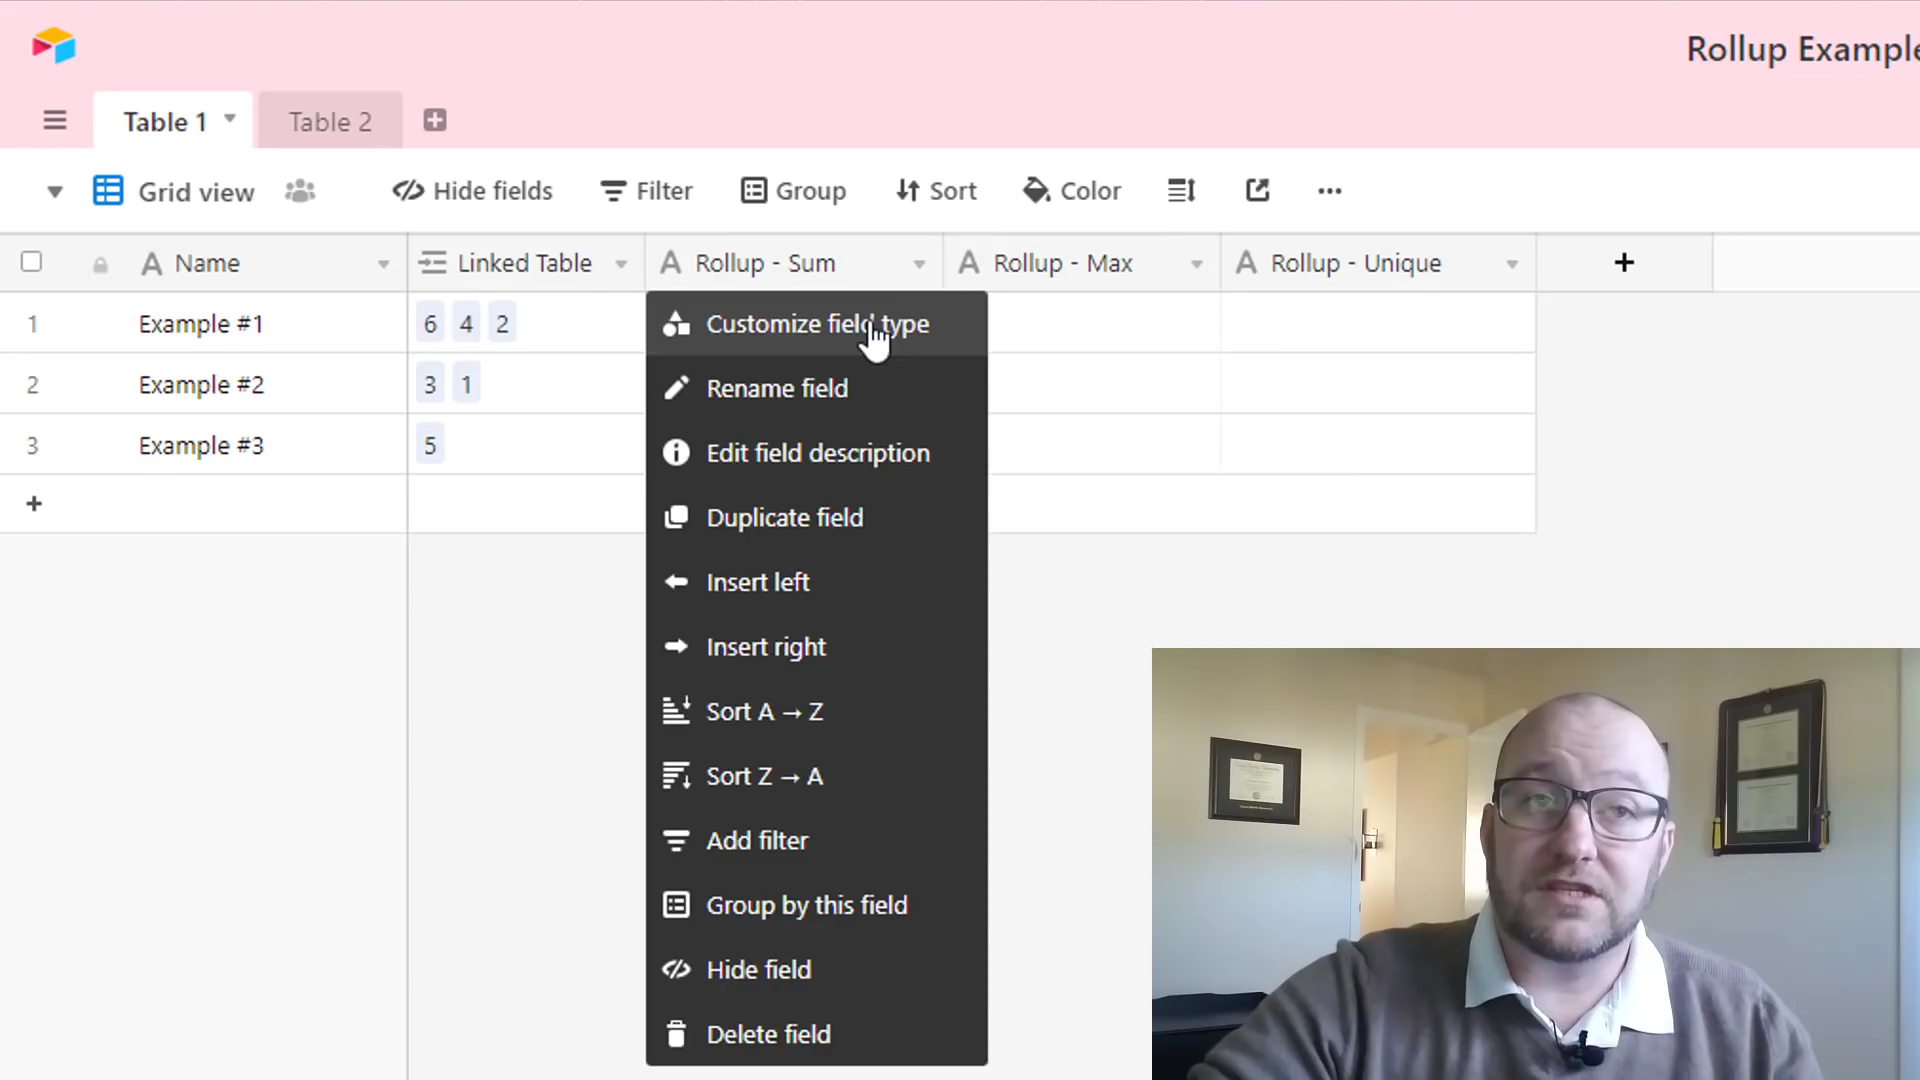 Rollup Example
Table 1
Table 2
Grid view
Hide fields
Filter
Group
Sort
Color
Name
Linked Table
Rollup - Sum
Rollup - Max
Rollup - Unique
1 Example #1 6 4 2
2 Example #2 3 1
3 Example #3 5
Customize field type
Rename field
Edit field description
Duplicate field
Insert left
Insert right
Sort A → Z
Sort Z → A
Add filter
Group by this field
Hide field
Delete field